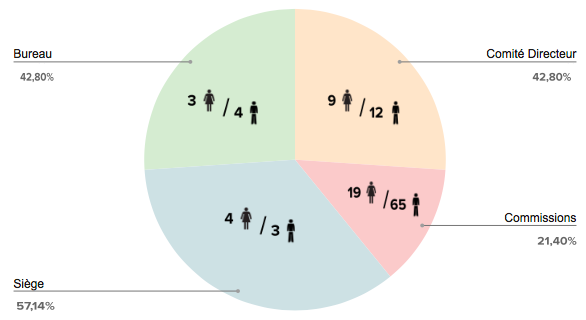 Bureau
42,80%
Comité Directeur
42,80%
3 / 4
9 / 12
19 / 65
4 / 3
Commissions
21,40%
Siège
57,14%